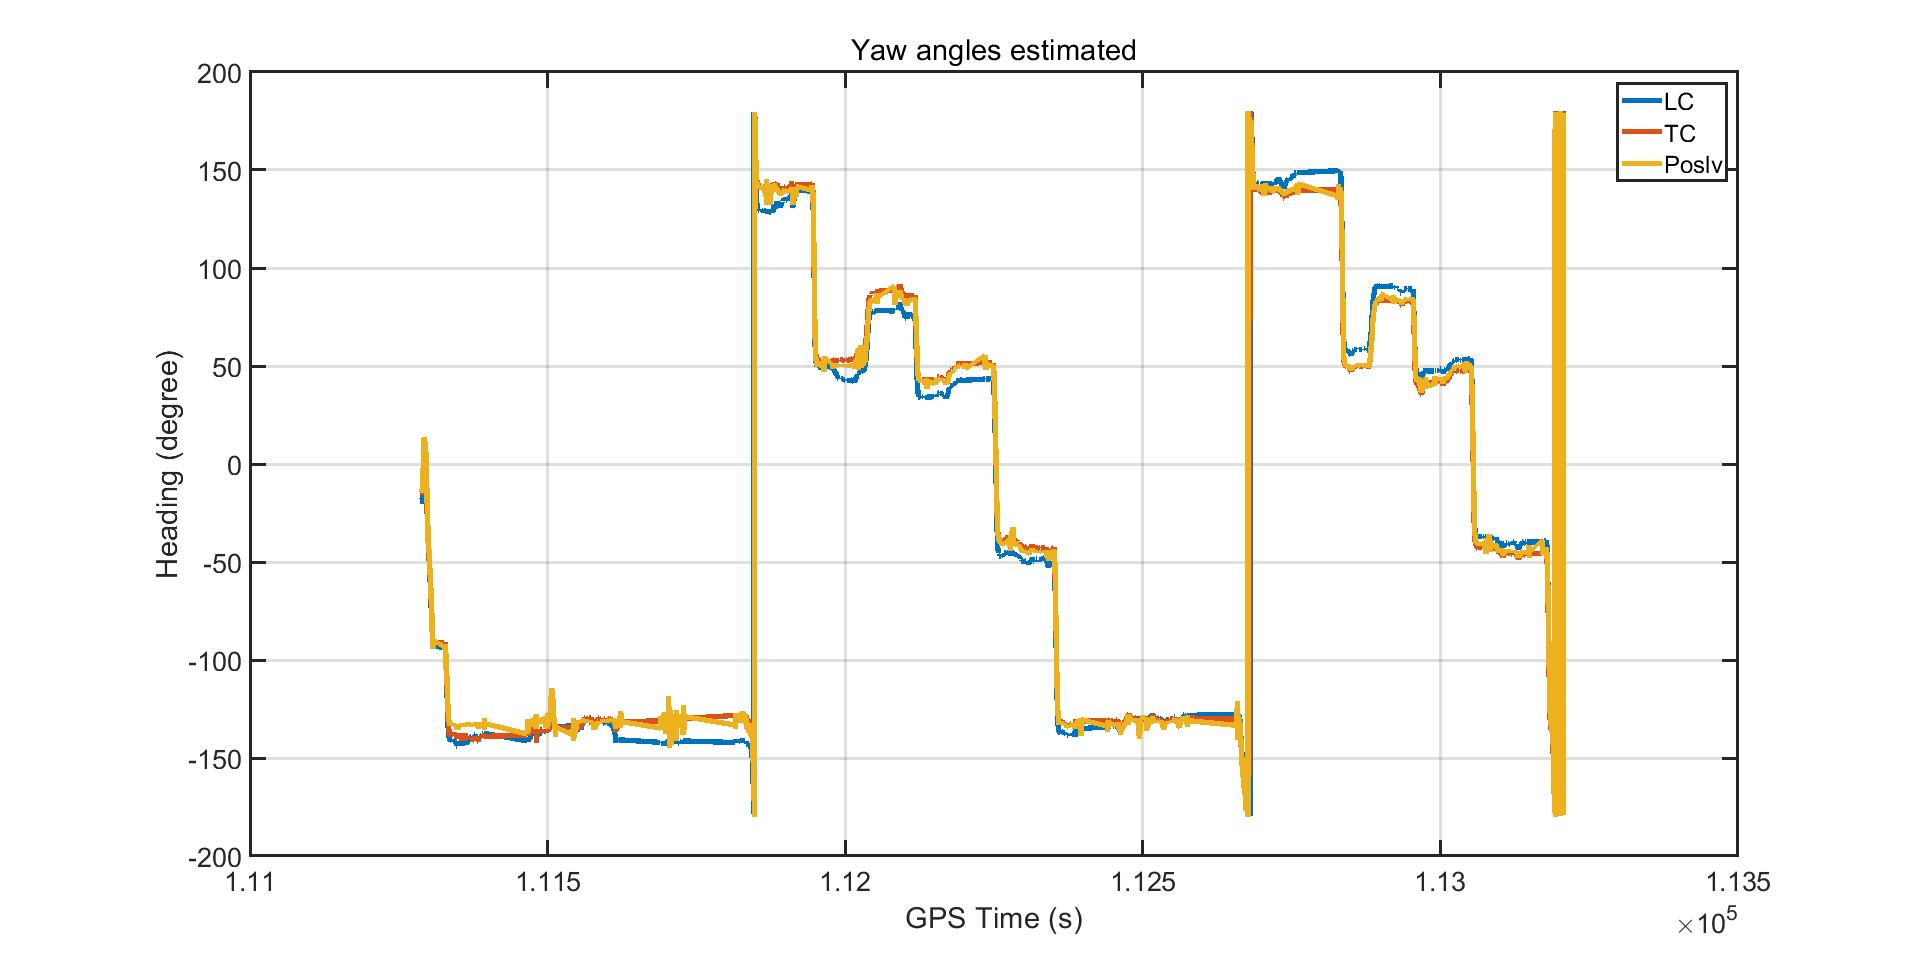 Yaw angles estimated
200
150
100
50
0
-50
-100
-150
-200
Heading (degree)
LC
TC
Poslv
1.11
1.115
1.12
1.125
1.13
1.135
GPS Time (s)
×10^5